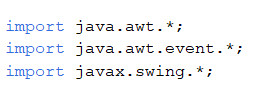 import java.awt.*;
import java.awt.event.*;
import javax.swing.*;